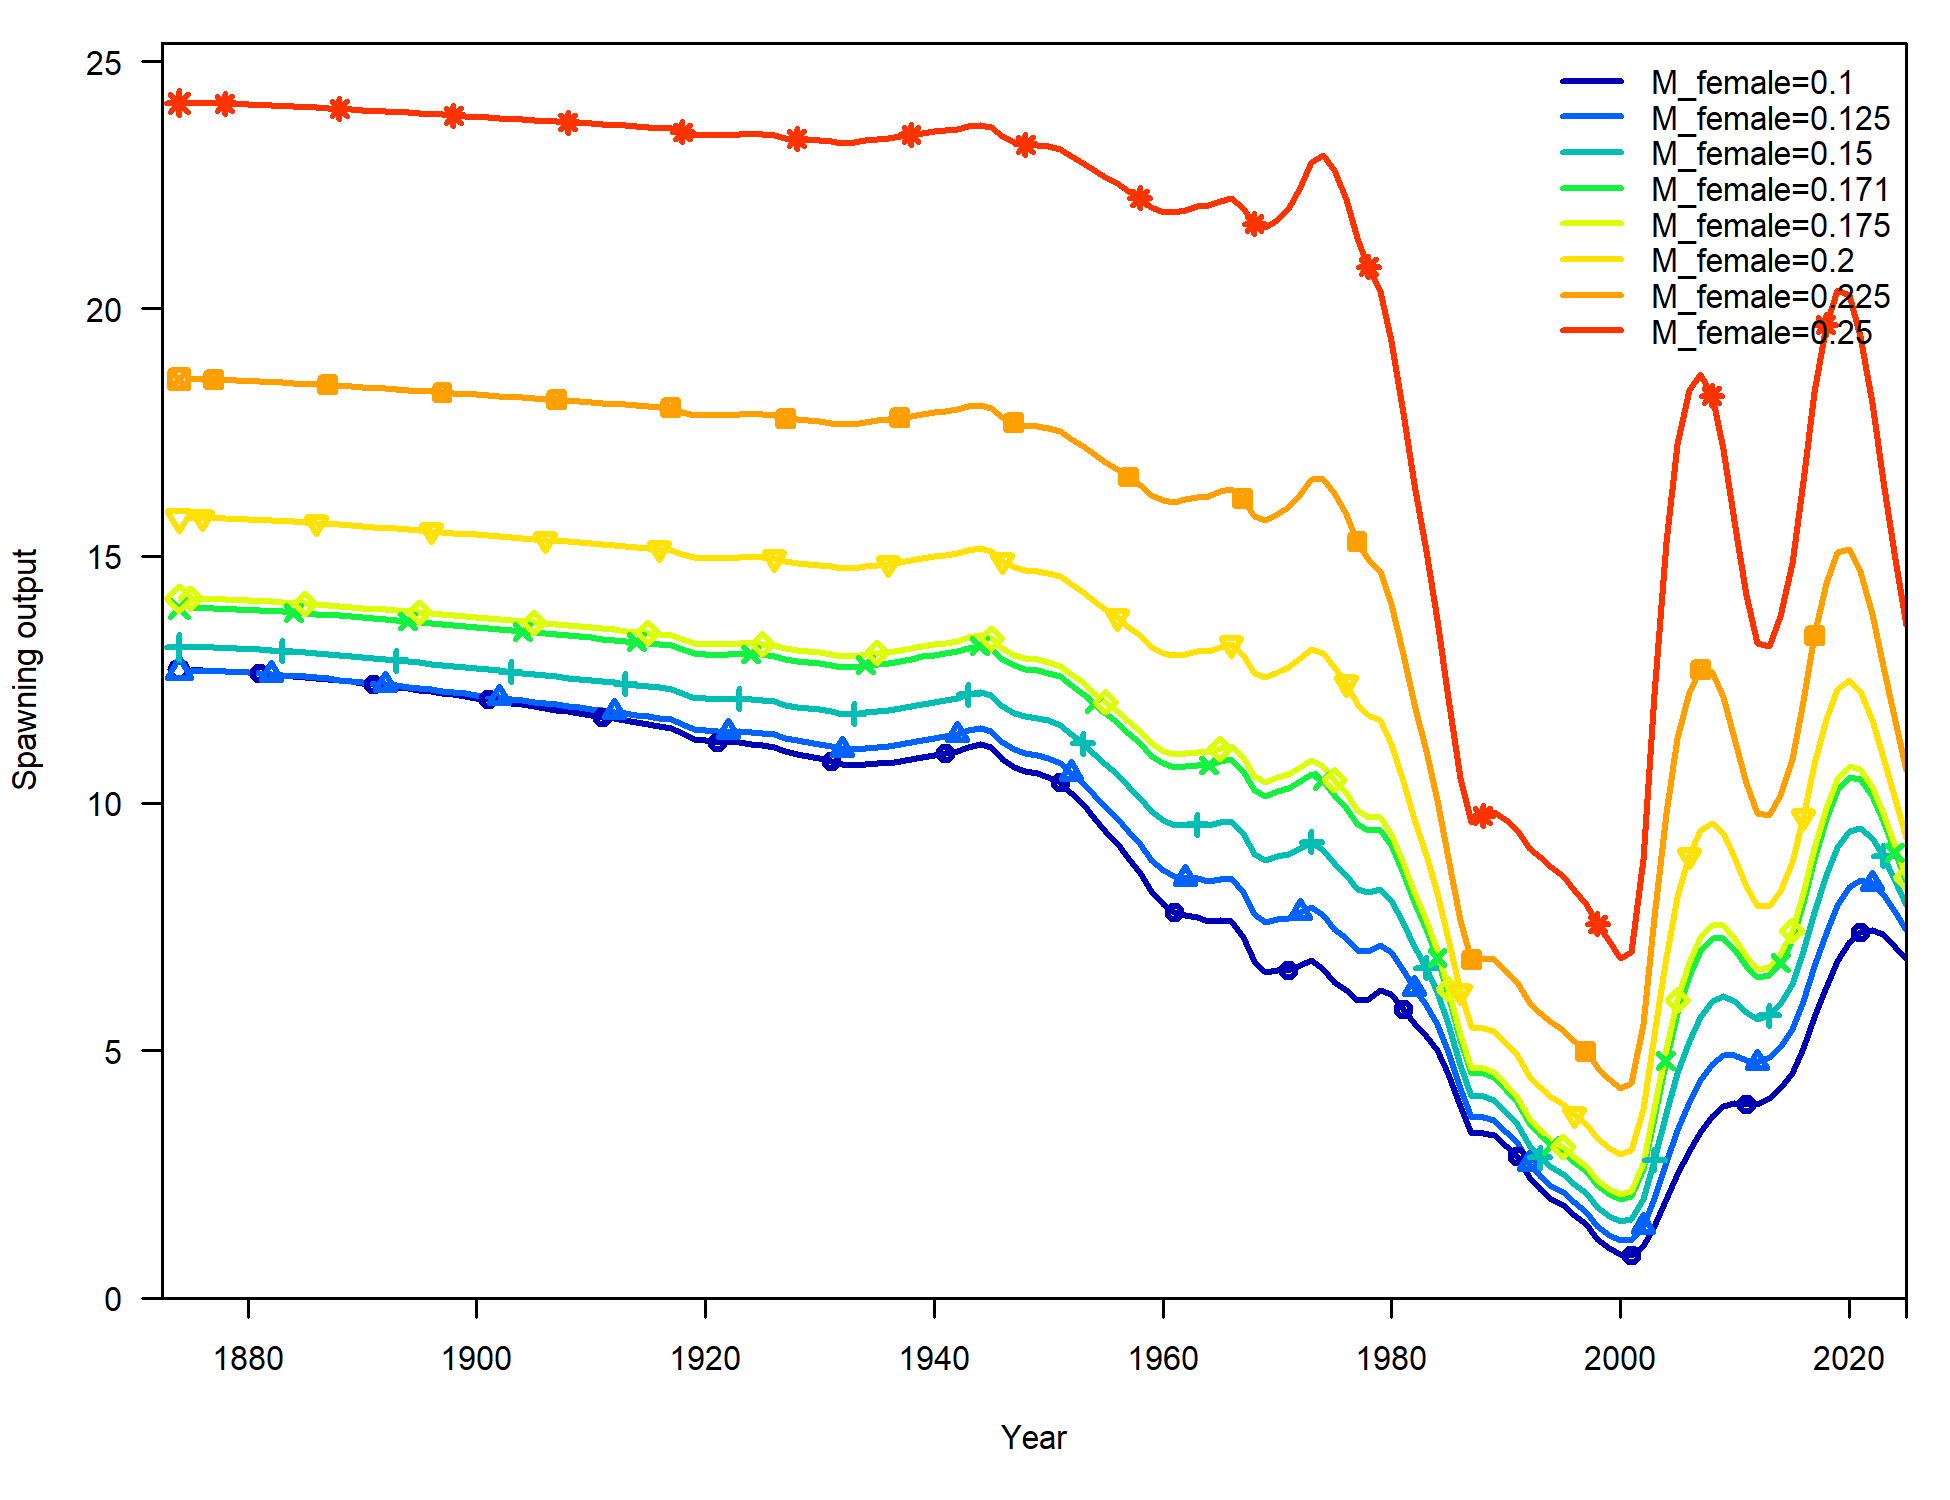 25
20
15
10
5
0
Spawning output
M_female=0.1
M_female=0.125
M_female=0.15
M_female=0.171
M_female=0.175
M_female=0.2
M_female=0.225
M_female=0.25
1880 1900 1920 1940 1960 1980 2000 2020
Year